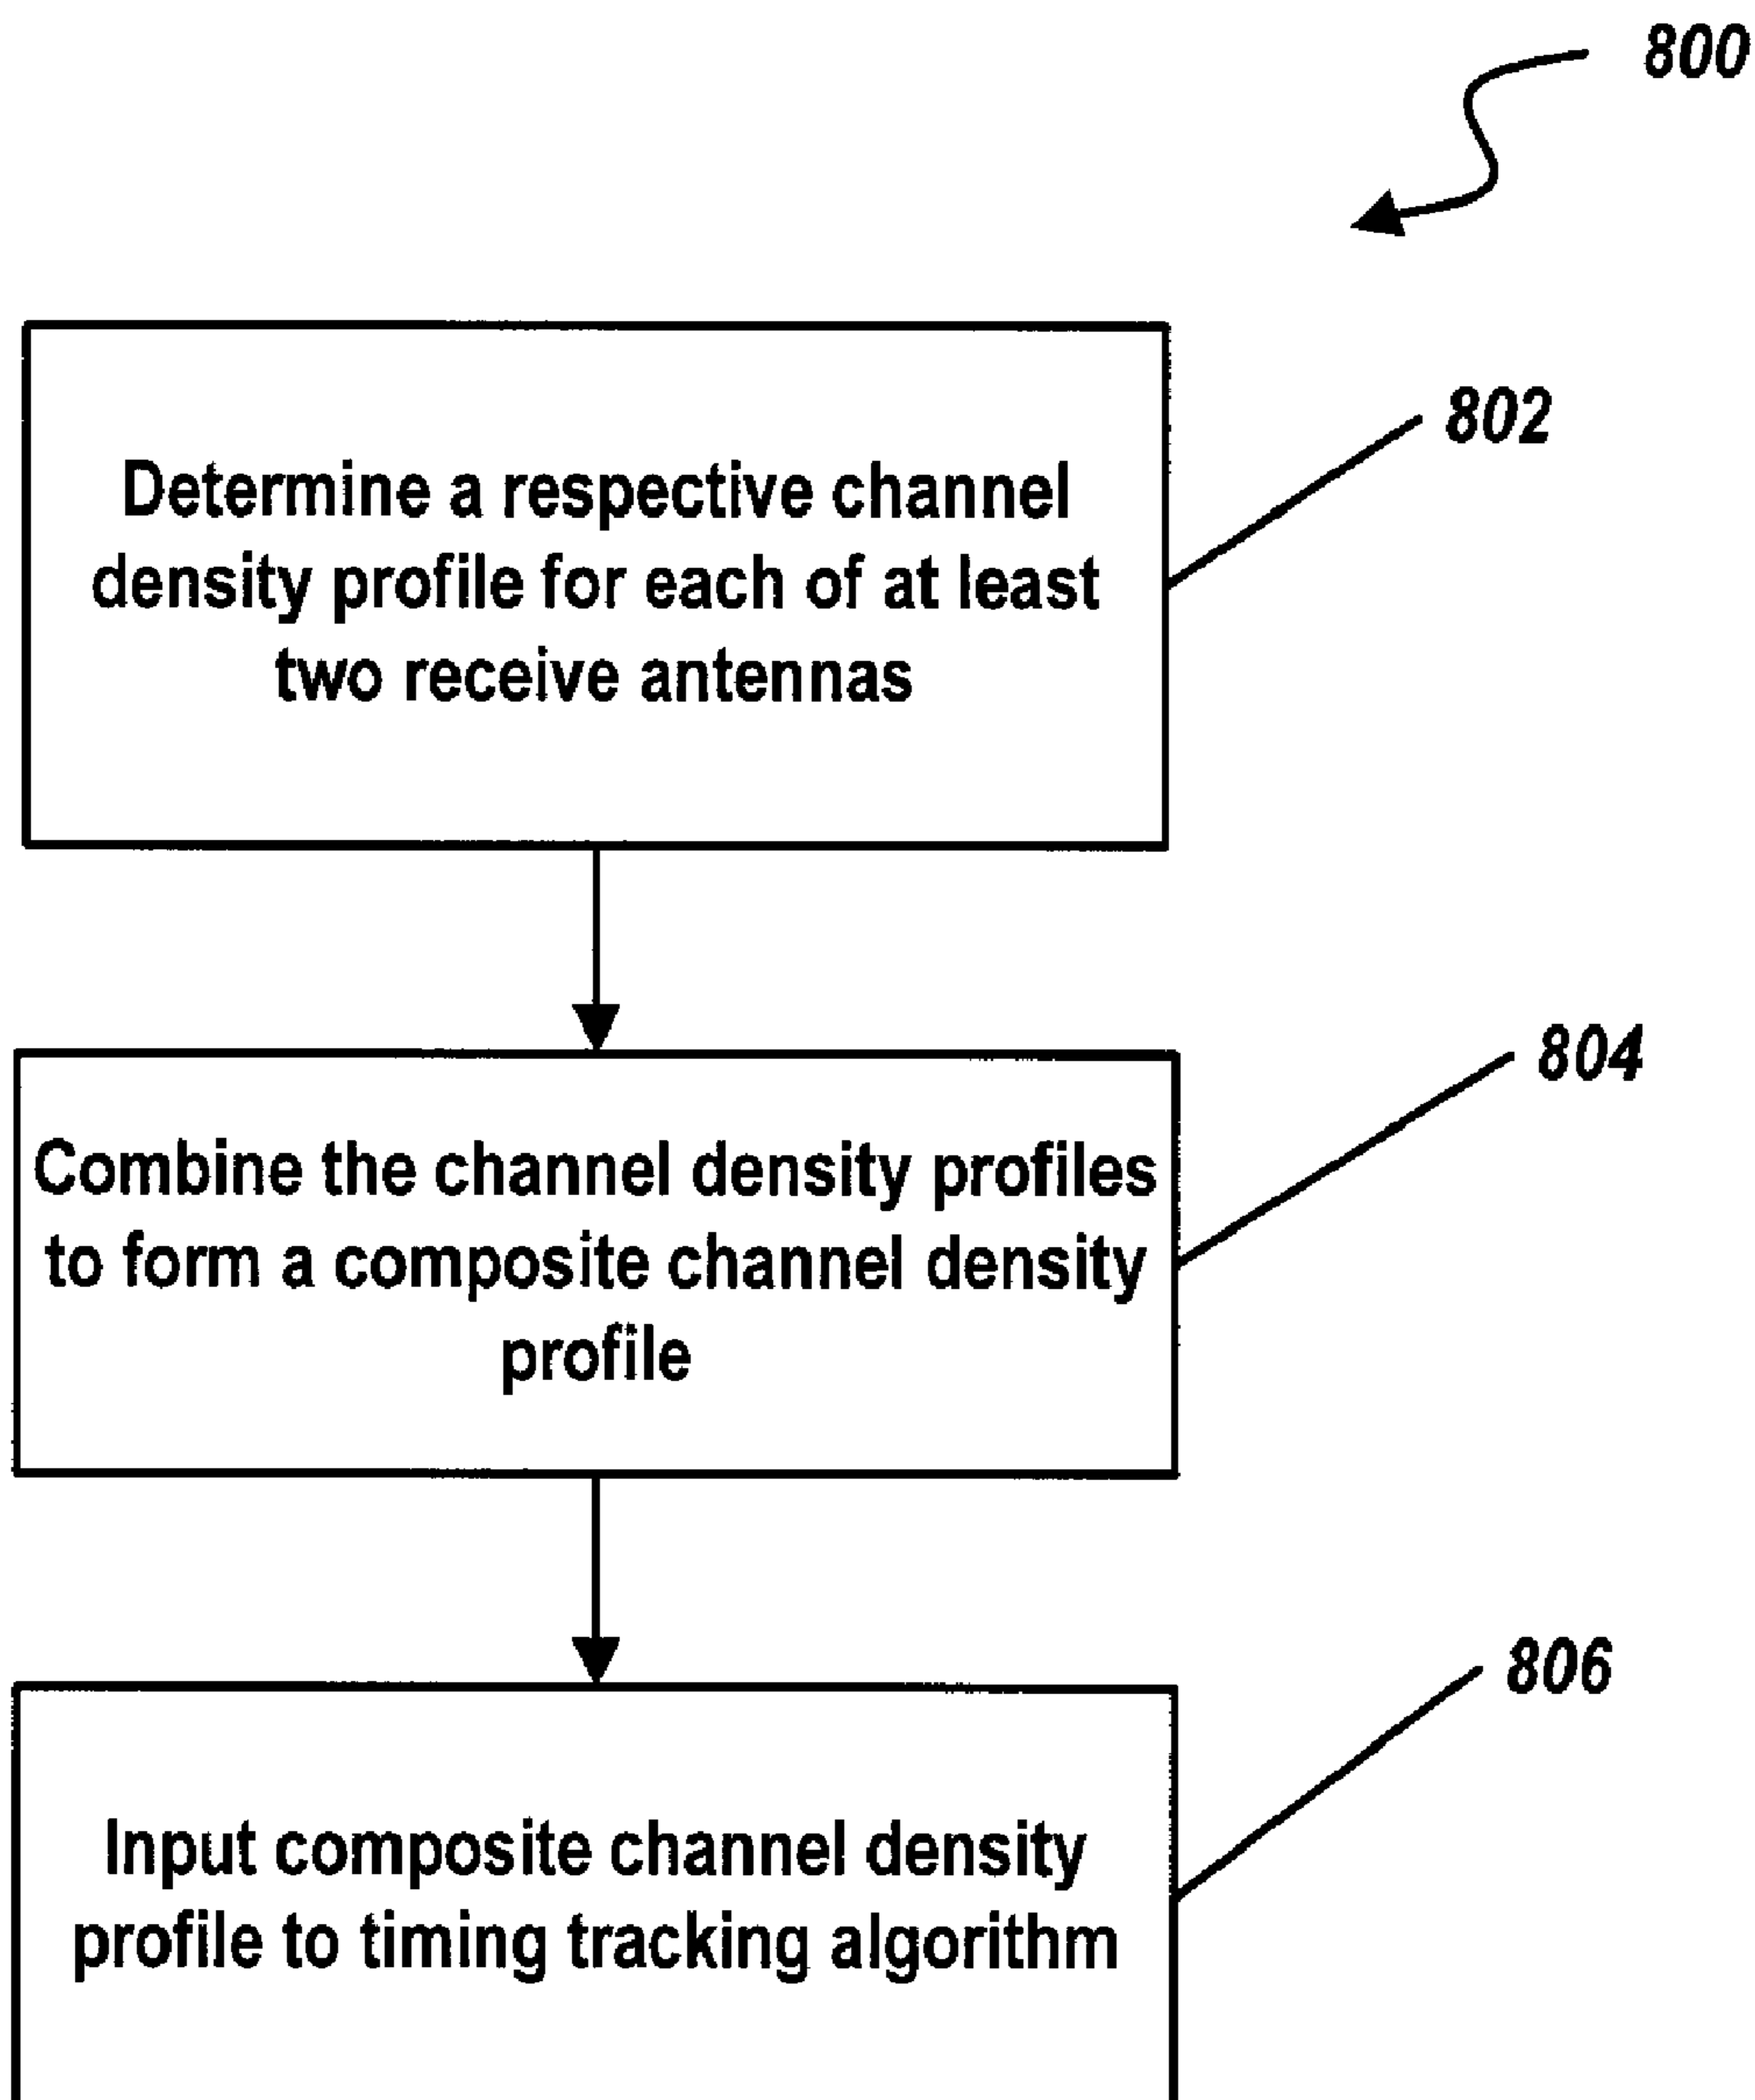 800
802
Determine a respective channel
density profile for each of at least
two receive antennas
804
Combine the channel density profiles
to form a composite channel density
profile
806
Input composite channel density
profile to timing tracking algorithm